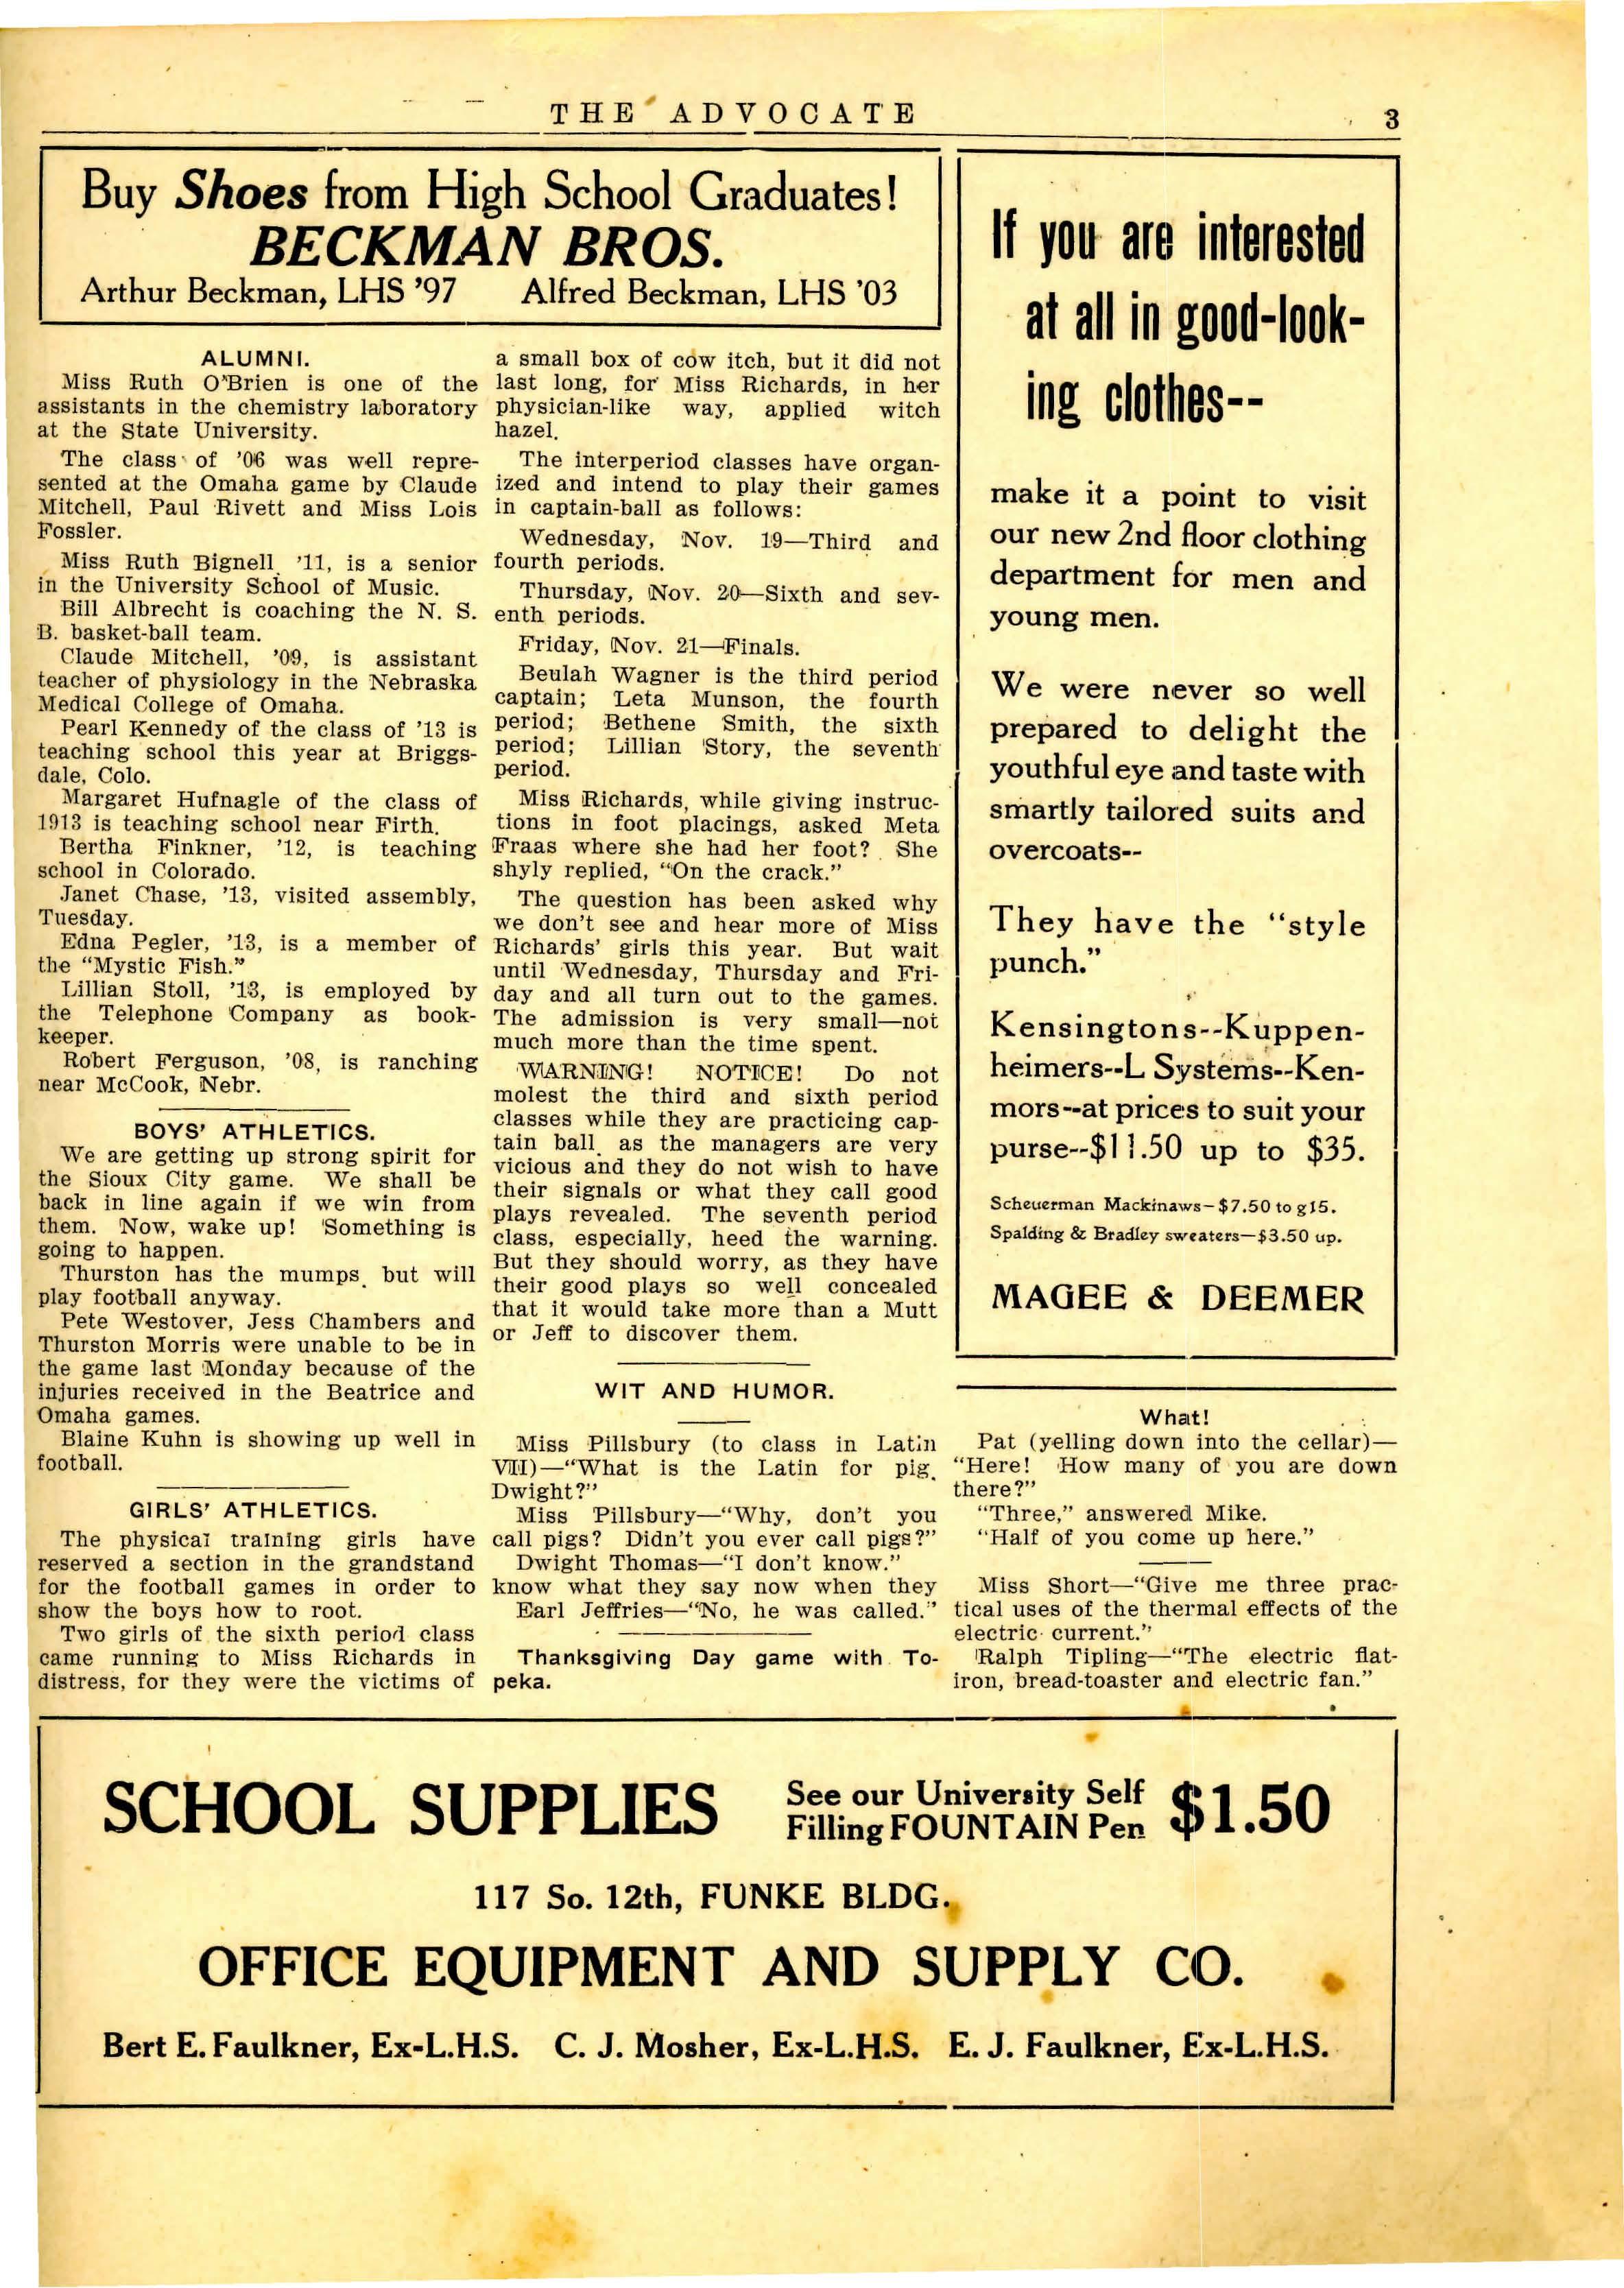 THE ADVOCATE
3
Buy Shoes from High School Graduates!
BECKMAN BROS.
Arthur Beckman, LHS '97 Alfred Beckman, LHS '03
ALUMNI.
Miss Ruth O'Brien is one of the
assistants in the chemistry laboratory
at the State University.
The class of '06 was well repre-
sented at the Omaha game by Claude
Mitchell, Paul Rivett and Miss Lois
Fossler.
Miss Ruth Bignell '11, is a senior
in the University School of Music.
Bill Albrecht is coaching the N. S.
B. basket-ball team.
Claude Mitchell, '09, is assistant
teacher of physiology in the Nebraska
Medical College of Omaha.
Pearl Kennedy of the class of '13 is
teaching school this year at Briggs-
dale, Colo.
Margaret Hufnagle of the class of
1913 is teaching school near Firth.
Bertha Finkner, '12, is teaching
school in Colorado.
Janet Chase, '13, visited assembly,
Tuesday.
Edna Pegler, '13, is a member of
the "Mystic Fish."
Lillian Stoll, '13, is employed by
the Telephone Company as book-
keeper.
Robert Ferguson, '08, is ranching
near McCook, Nebr.
BOYS' ATHLETICS.
We are getting up strong spirit for
the Sioux City game. We shall be
back in line again if we win from
them. Now, wake up! Something is
going to happen.
Thurston has the mumps, but will
play football anyway.
Pete Westover, Jess Chambers and
Thurston Morris were unable to be in
the game last Monday because of the
injuries received in the Beatrice and
Omaha games.
Blaine Kuhn is showing up well in
football.
GIRLS' ATHLETICS.
The physical training girls have
reserved a section in the grandstand
for the football games in order to
show the boys how to root.
Two girls of the sixth period class
came running to Miss Richards in
distress, for they were the victims of
a small box of cow itch, but it did not
last long, for Miss Richards, in her
physician-like way, applied witch
hazel.
The interperiod classes have organ-
ized and intend to play their games
in captain-ball as follows:
Wednesday, Nov. 19—Third and
fourth periods.
Thursday, Nov. 20—Sixth and sev-
enth periods.
Friday, Nov. 21—Finals.
Beulah Wagner is the third period
captain; Leta Munson, the fourth
period; Bethene Smith, the sixth
period; Lillian Story, the seventh
period.
Miss Richards, while giving instruc-
tions in foot placings, asked Meta
Fraas where she had her foot? She
shyly replied, "On the crack."
The question has been asked why
we don't see and hear more of Miss
Richards' girls this year. But wait
until Wednesday, Thursday and Fri-
day and all turn out to the games.
The admission is very small—not
much more than the time spent.
WARNING! NOTICE! Do not
molest the third and sixth period
classes while they are practicing cap-
tain ball, as the managers are very
vicious and they do not wish to have
their signals or what they call good
plays revealed. The seventh period
class, especially, heed the warning.
But they should worry, as they have
their good plays so well concealed
that it would take more than a Mutt
or Jeff to discover them.
WIT AND HUMOR.
Miss Pillsbury (to class in Latin
VII)—"What is the Latin for pig,
Dwight?"
Miss Pillsbury—"Why, don't you
call pigs? Didn't you ever call pigs?"
Dwight Thomas—"I don't know."
know what they say now when they
Earl Jeffries—"No, he was called."
Thanksgiving Day game with To-
peka.
If you are interested
at all in good-look-
ing clothes--
make it a point to visit
our new 2nd floor clothing
department for men and
young men.
We were never so well
prepared to delight the
youthful eye and taste with
smartly tailored suits and
overcoats--
They have the "style
punch."
Kensingtons--Kuppen-
heimers--L Systems--Ken-
mors--at prices to suit your
purse--$11.50 up to $35.
Scheuerman Mackinaws—$7.50 to g15.
Spalding & Bradley sweaters—$3.50 up.
MAGEE & DEEMER
What!
Pat (yelling down into the cellar)—
"Here! How many of you are down
there?"
"Three," answered Mike.
"Half of you come up here."
Miss Short—"Give me three prac-
tical uses of the thermal effects of the
electric current."
Ralph Tipling—"The electric flat-
iron, bread-toaster and electric fan."
SCHOOL SUPPLIES See our University Self
Filling FOUNTAIN Pen $1.50
117 So. 12th, FUNKE BLDG.
OFFICE EQUIPMENT AND SUPPLY CO.
Bert E. Faulkner, Ex-L.H.S. C. J. Mosher, Ex-L.H.S. E. J. Faulkner, Ex-L.H.S.